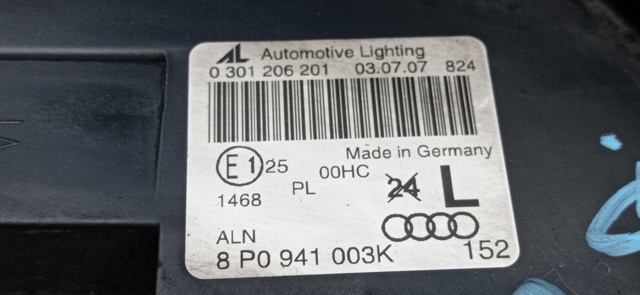 AL Automotive Lighting
0 301 206 201 03.07.07 824
Made in Germany
E1 25 00HC
1468 PL 24 L
ALN
8 P0 941 003K 152